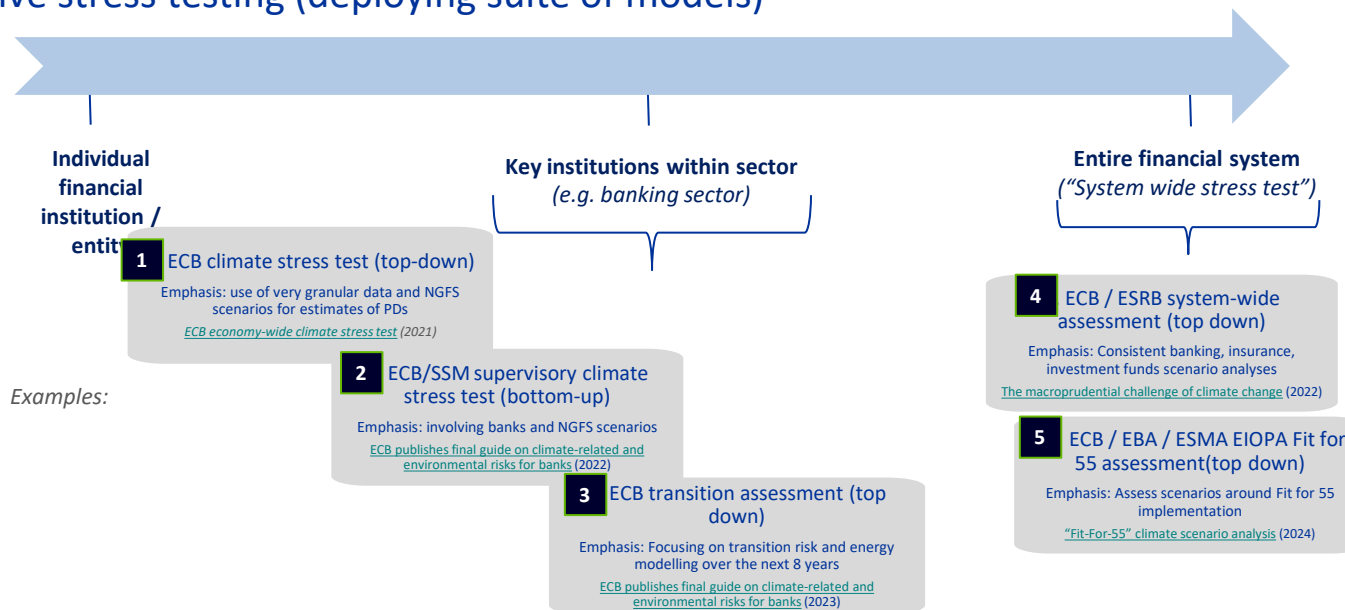 ive stress testing (deploying suite of models)
Individual
financial
institution /
entity
Key institutions within sector
(e.g. banking sector)
Entire financial system
(“System wide stress test”)
Examples:
1
ECB climate stress test (top-down)
Emphasis: use of very granular data and NGFS
scenarios for estimates of PDs
ECB economy-wide climate stress test (2021)
2
ECB/SSM supervisory climate
stress test (bottom-up)
Emphasis: involving banks and NGFS scenarios
ECB publishes final guide on climate-related and
environmental risks for banks (2022)
3
ECB transition assessment (top
down)
Emphasis: Focusing on transition risk and energy
modelling over the next 8 years
ECB publishes final guide on climate-related and
environmental risks for banks (2023)
4
ECB / ESRB system-wide
assessment (top down)
Emphasis: Consistent banking, insurance,
investment funds scenario analyses
The macroprudential challenge of climate change (2022)
5
ECB / EBA / ESMA EIOPA Fit for
55 assessment(top down)
Emphasis: Assess scenarios around Fit for 55
implementation
“Fit-For-55” climate scenario analysis (2024)